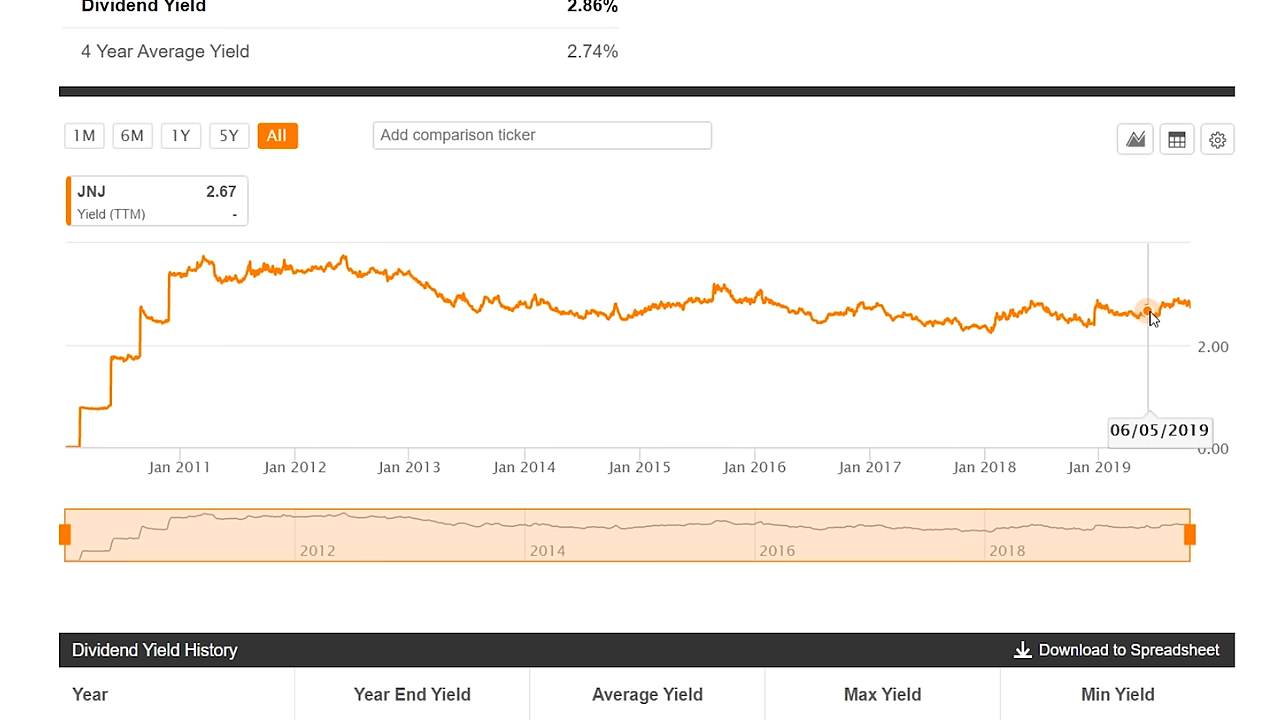 Dividend Yield 2.86%
4 Year Average Yield 2.74%
1M 6M 1Y 5Y All Add comparison ticker
JNJ 2.67
Yield (TTM) -
2.00
06/05/2019
0.00
Jan 2011 Jan 2012 Jan 2013 Jan 2014 Jan 2015 Jan 2016 Jan 2017 Jan 2018 Jan 2019
2012 2014 2016 2018
Dividend Yield History Download to Spreadsheet
Year Year End Yield Average Yield Max Yield Min Yield